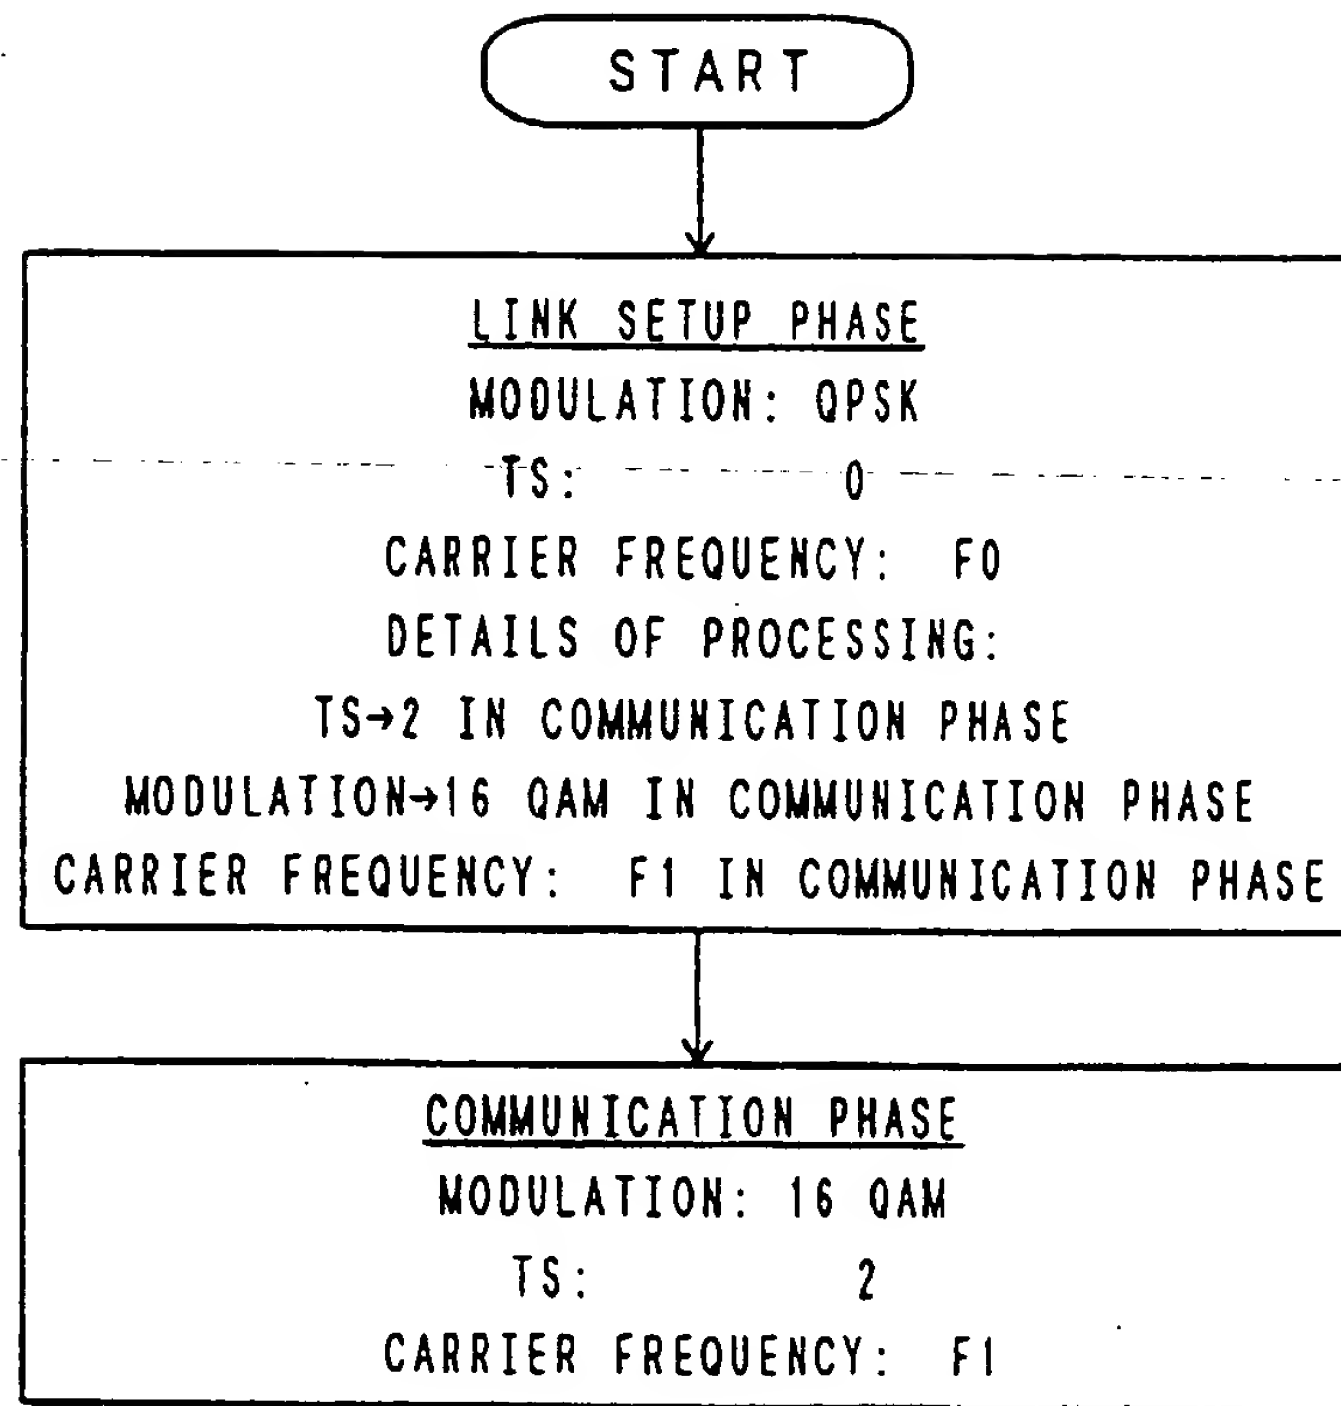 START
LINK SETUP PHASE
MODULATION: QPSK
TS: 0
CARRIER FREQUENCY: F0
DETAILS OF PROCESSING:
TS→2 IN COMMUNICATION PHASE
MODULATION→16 QAM IN COMMUNICATION PHASE
CARRIER FREQUENCY: F1 IN COMMUNICATION PHASE
COMMUNICATION PHASE
MODULATION: 16 QAM
TS: 2
CARRIER FREQUENCY: F1